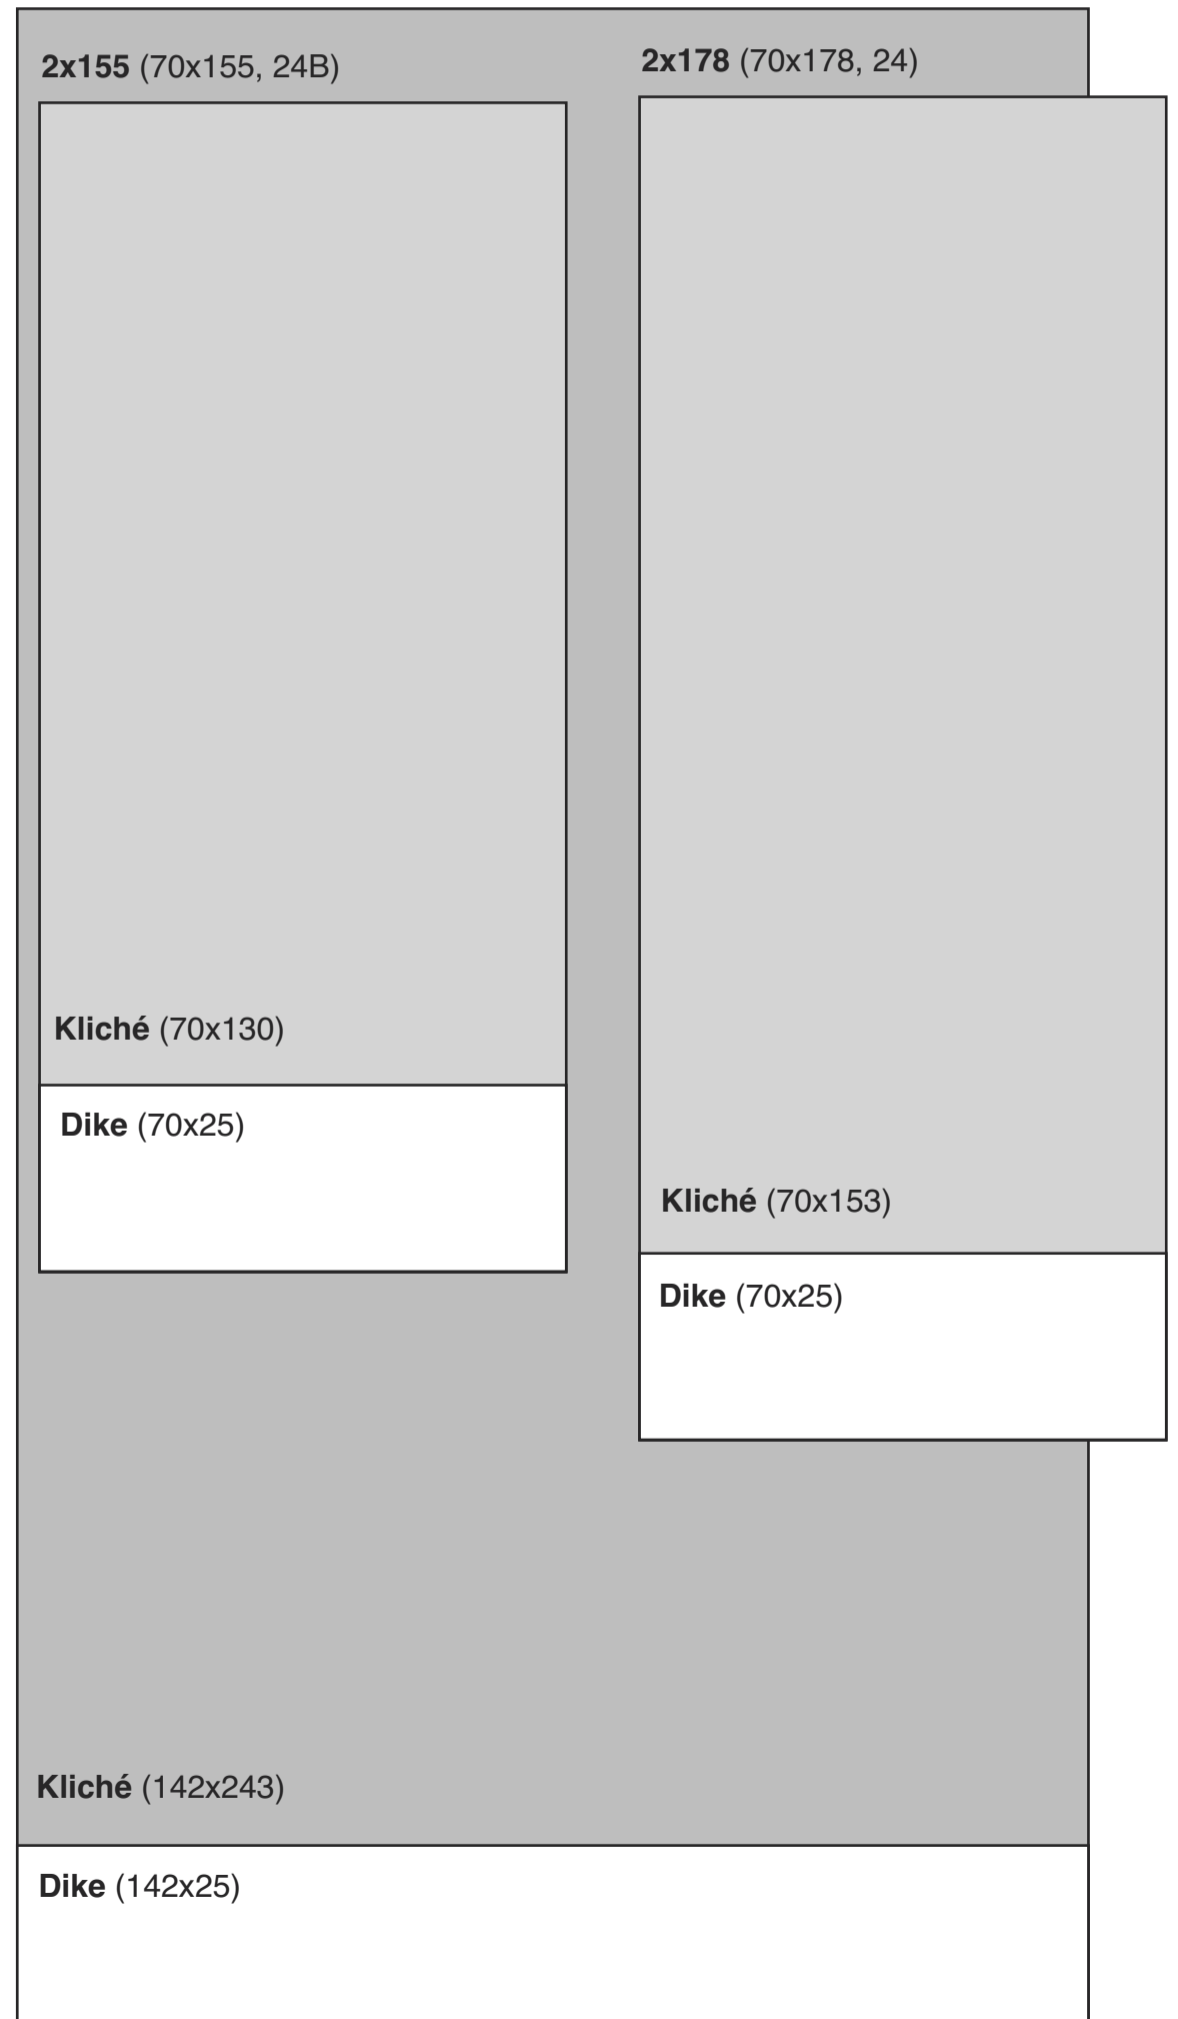 2x155 (70x155, 24B)
2x178 (70x178, 24)
Kliché (70x130)
Dike (70x25)
Kliché (70x153)
Dike (70x25)
Kliché (142x243)
Dike (142x25)